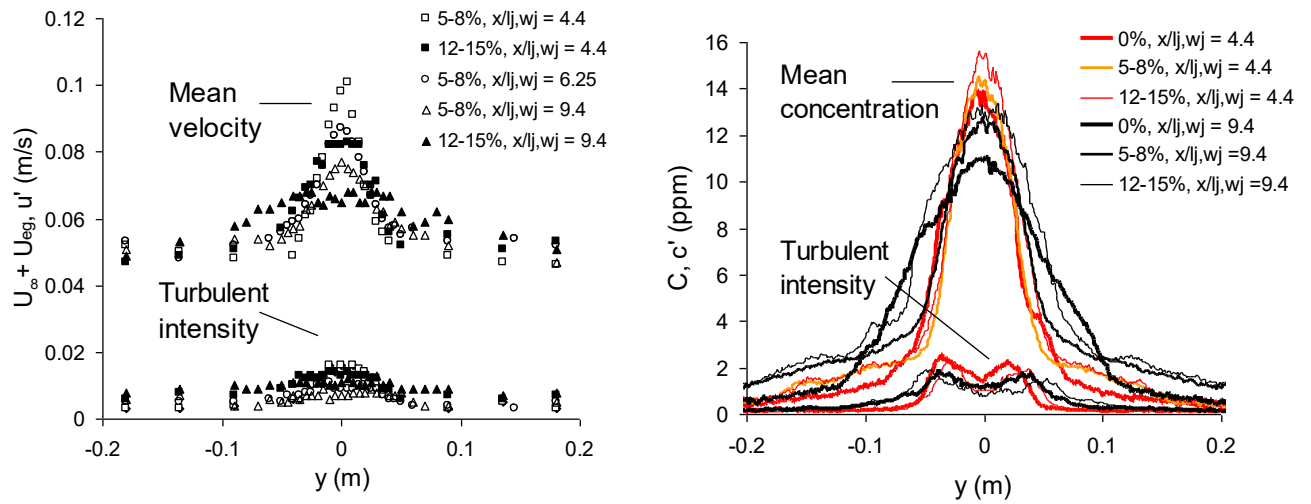 0.12
0.1
0.08
0.06
0.04
0.02
0
U∞ + Ueg, u' (m/s)
-0.2
-0.1
0
0.1
0.2
y (m)
Mean
velocity
Turbulent
intensity
5-8%, x/lj,wj = 4.4
12-15%, x/lj,wj = 4.4
5-8%, x/lj,wj = 6.25
5-8%, x/lj,wj = 9.4
12-15%, x/lj,wj = 9.4
16
14
12
10
8
6
4
2
0
C, c' (ppm)
-0.2
-0.1
0
0.1
0.2
y (m)
Mean
concentration
Turbulent
intensity
0%, x/lj,wj = 4.4
5-8%, x/lj,wj = 4.4
12-15%, x/lj,wj = 4.4
0%, x/lj,wj = 9.4
5-8%, x/lj,wj =9.4
12-15%, x/lj,wj =9.4